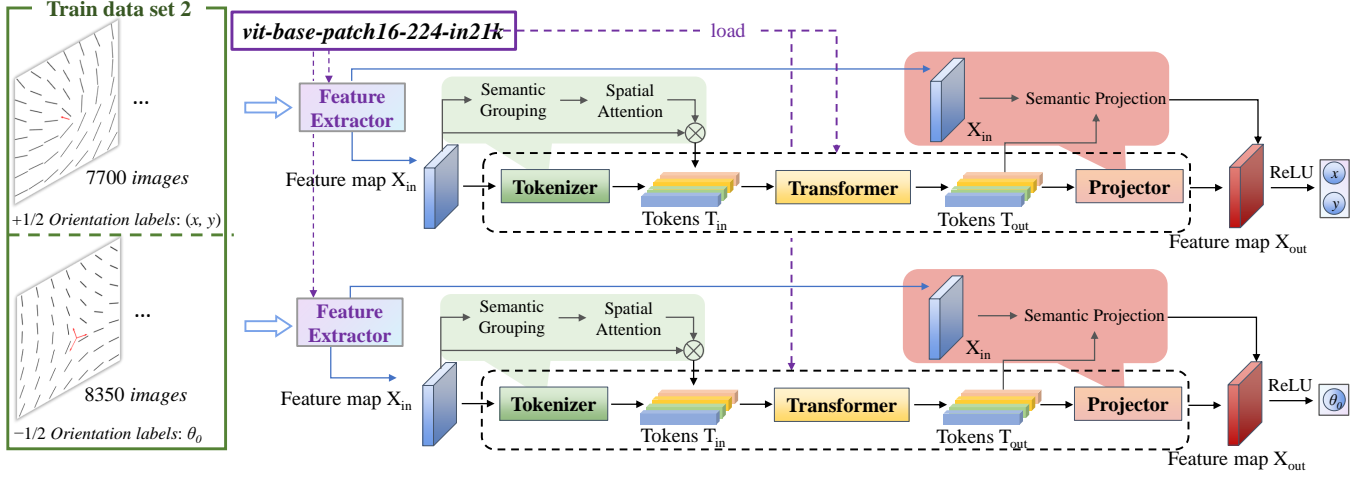 Train data set 2
...
7700 images
+1/2 Orientation labels: (x, y)
...
8350 images
−1/2 Orientation labels: θ₀
vit-base-patch16-224-in21k
load
Feature
Extractor
Feature map Xin
Semantic
Grouping
Spatial
Attention
Tokenizer
Tokens Tin
Transformer
Tokens Tout
Xin
Semantic Projection
Projector
Feature map Xout
ReLU
x
y
Feature
Extractor
Feature map Xin
Semantic
Grouping
Spatial
Attention
Tokenizer
Tokens Tin
Transformer
Tokens Tout
Xin
Semantic Projection
Projector
Feature map Xout
ReLU
θ₀